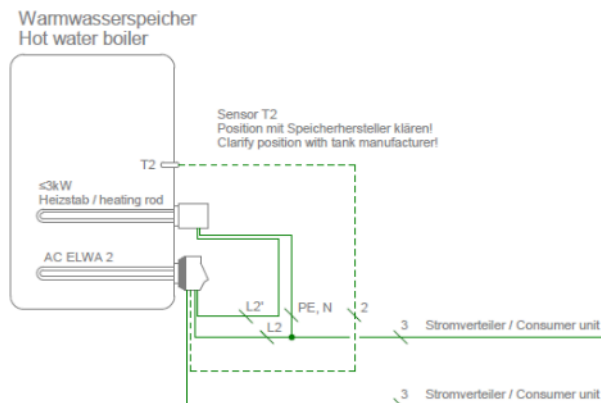 Warmwasserspeicher
Hot water boiler
Sensor T2
Position mit Speicherhersteller klären!
Clarify position with tank manufacturer!
T2
≤3kW
Heizstab / heating rod
AC ELWA 2
L2'
PE, N
2
L2
3 Stromverteiler / Consumer unit
3 Stromverteiler / Consumer unit